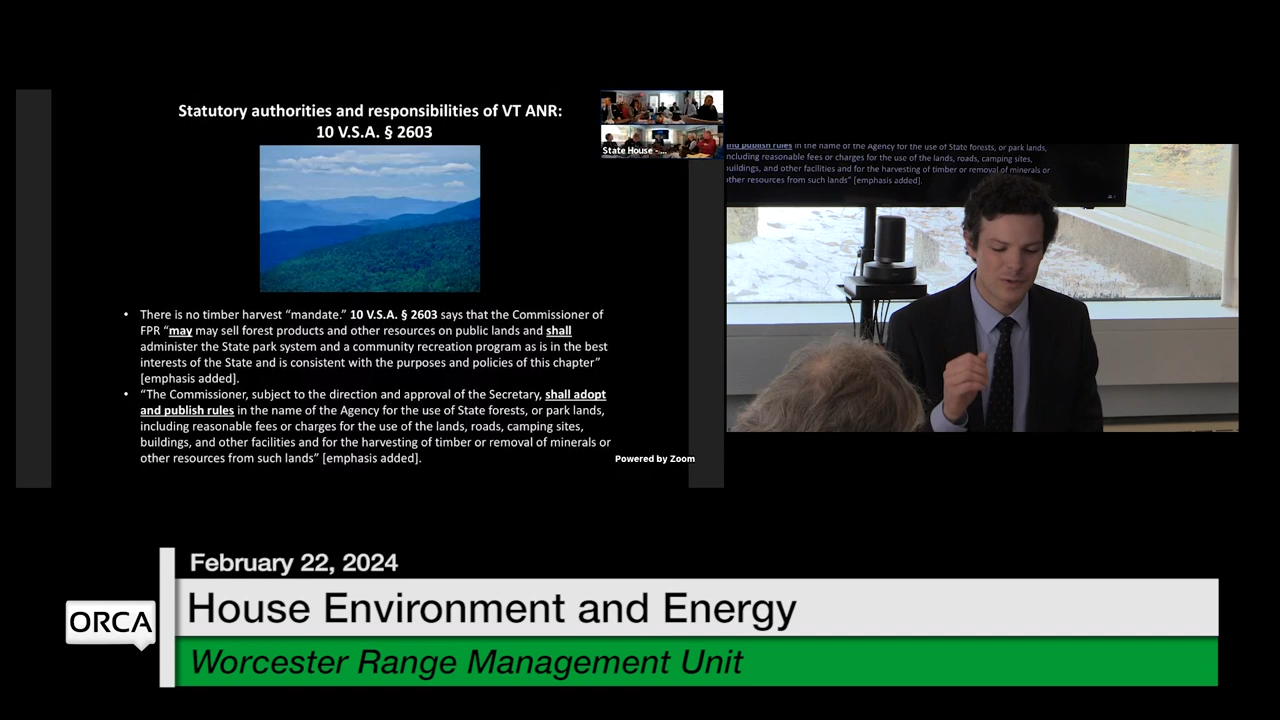 Statutory authorities and responsibilities of VT ANR:
10 V.S.A. § 2603
• There is no timber harvest “mandate.” 10 V.S.A. § 2603 says that the Commissioner of
FPR “may may sell forest products and other resources on public lands and shall
administer the State park system and a community recreation program as is in the best
interests of the State and is consistent with the purposes and policies of this chapter”
[emphasis added].
• “The Commissioner, subject to the direction and approval of the Secretary, shall adopt
and publish rules in the name of the Agency for the use of State forests, or park lands,
including reasonable fees or charges for the use of the lands, roads, camping sites,
buildings, and other facilities and for the harvesting of timber or removal of minerals or
other resources from such lands” [emphasis added].
State House - ...
Powered by Zoom
and publish rules in the name of the Agency for the use of State forests, or park lands,
including reasonable fees or charges for the use of the lands, roads, camping sites,
buildings, and other facilities and for the harvesting of timber or removal of minerals or
other resources from such lands” [emphasis added].
February 22, 2024
ORCA
House Environment and Energy
Worcester Range Management Unit